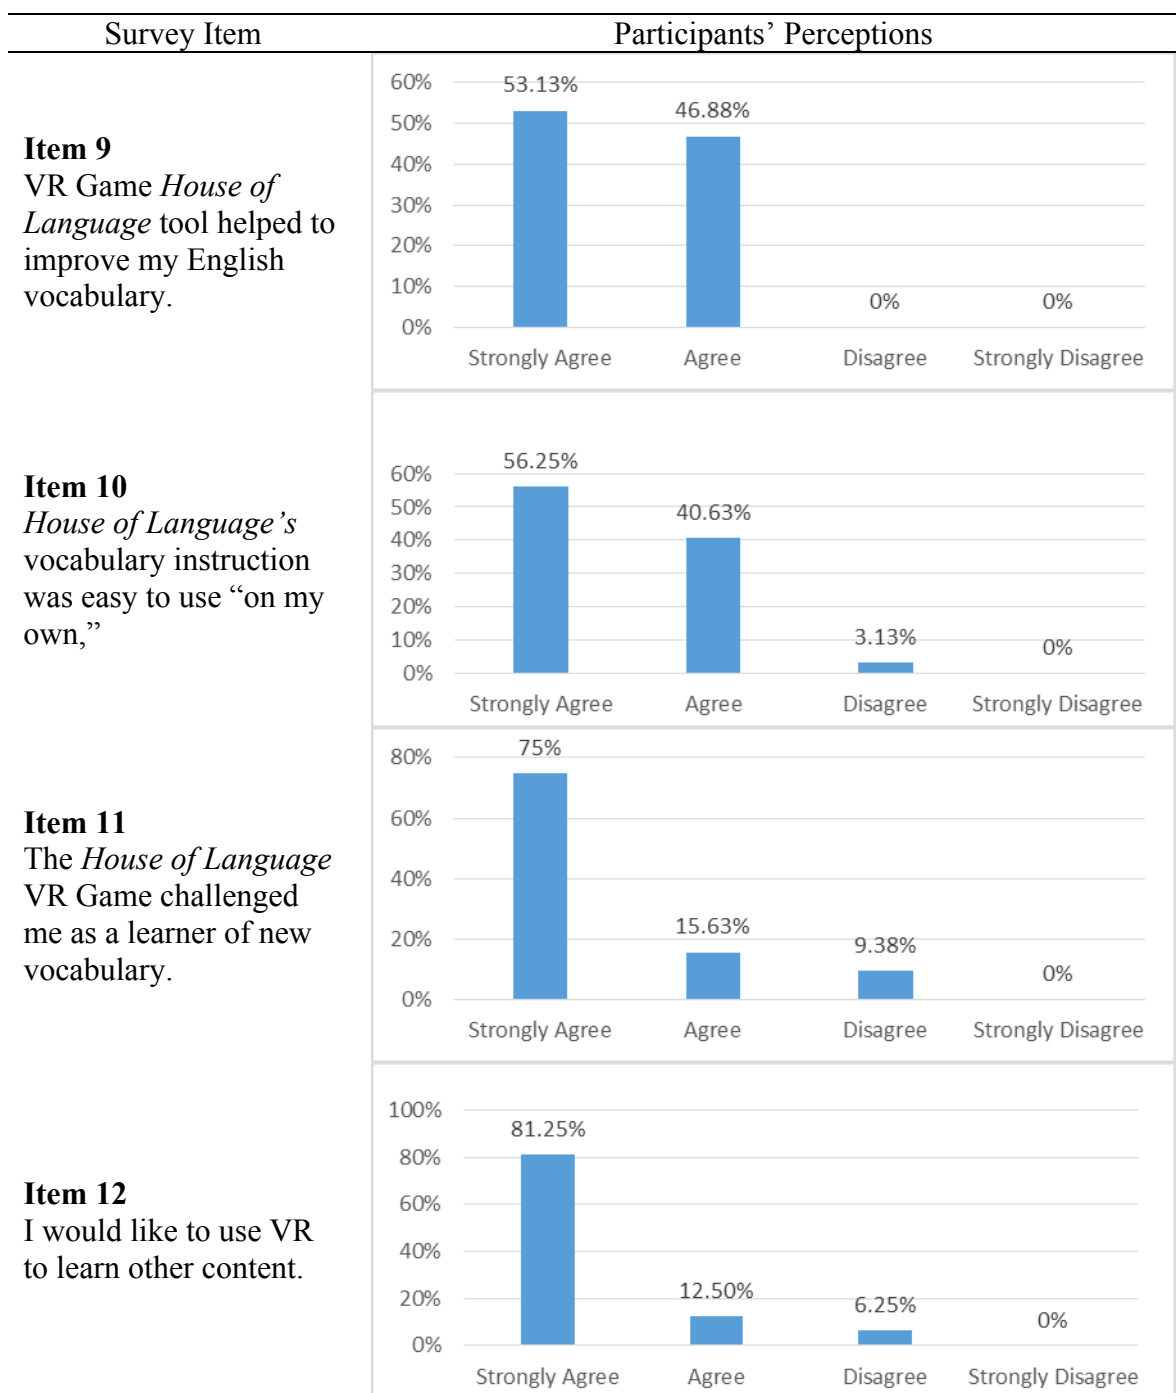 Survey Item
Participants’ Perceptions
Item 9
VR Game House of
Language tool helped to
improve my English
vocabulary.
60%
50%
40%
30%
20%
10%
0%
53.13%
46.88%
0%
0%
Strongly Agree
Agree
Disagree
Strongly Disagree
Item 10
House of Language’s
vocabulary instruction
was easy to use “on my
own,”
60%
50%
40%
30%
20%
10%
0%
56.25%
40.63%
3.13%
0%
Strongly Agree
Agree
Disagree
Strongly Disagree
Item 11
The House of Language
VR Game challenged
me as a learner of new
vocabulary.
80%
60%
40%
20%
0%
75%
15.63%
9.38%
0%
Strongly Agree
Agree
Disagree
Strongly Disagree
Item 12
I would like to use VR
to learn other content.
100%
80%
60%
40%
20%
0%
81.25%
12.50%
6.25%
0%
Strongly Agree
Agree
Disagree
Strongly Disagree